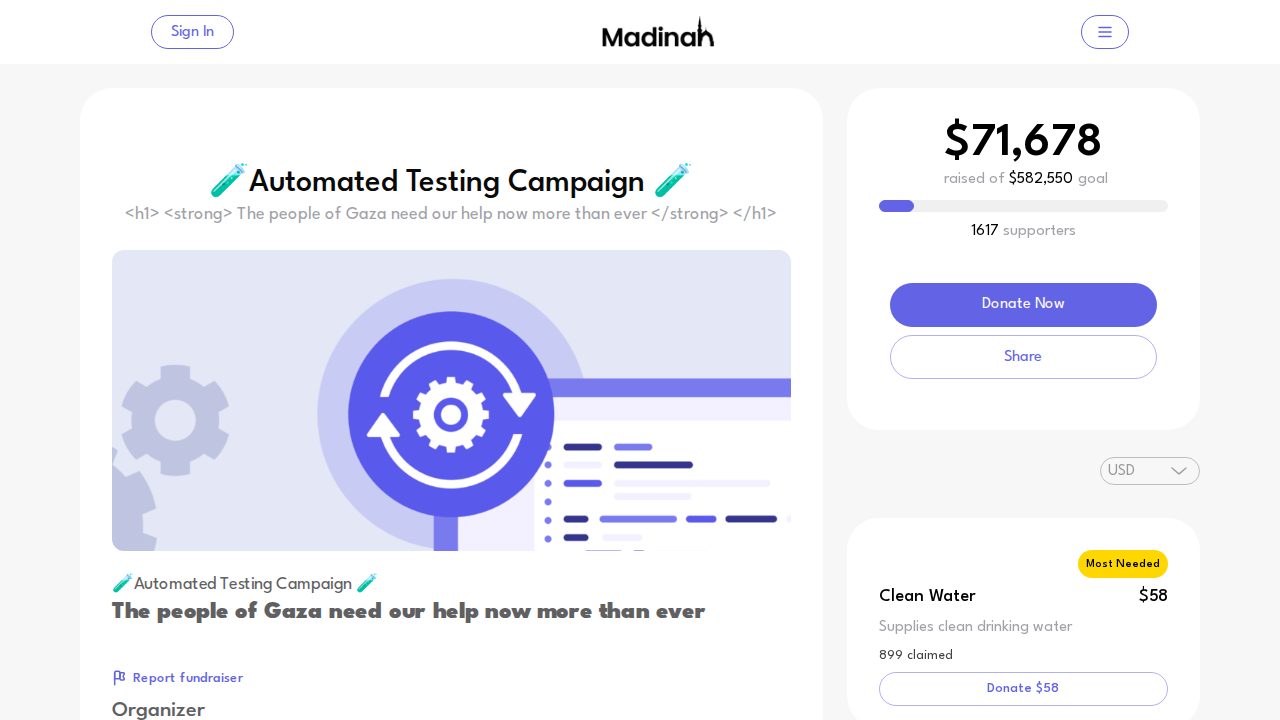 Sign In
Madinah
🧪Automated Testing Campaign 🧪
<h1> <strong> The people of Gaza need our help now more than ever </strong> </h1>
🧪Automated Testing Campaign 🧪
The people of Gaza need our help now more than ever
Report fundraiser
Organizer
$71,678
raised of $582,550 goal
1617 supporters
Donate Now
Share
USD
Most Needed
Clean Water $58
Supplies clean drinking water
899 claimed
Donate $58